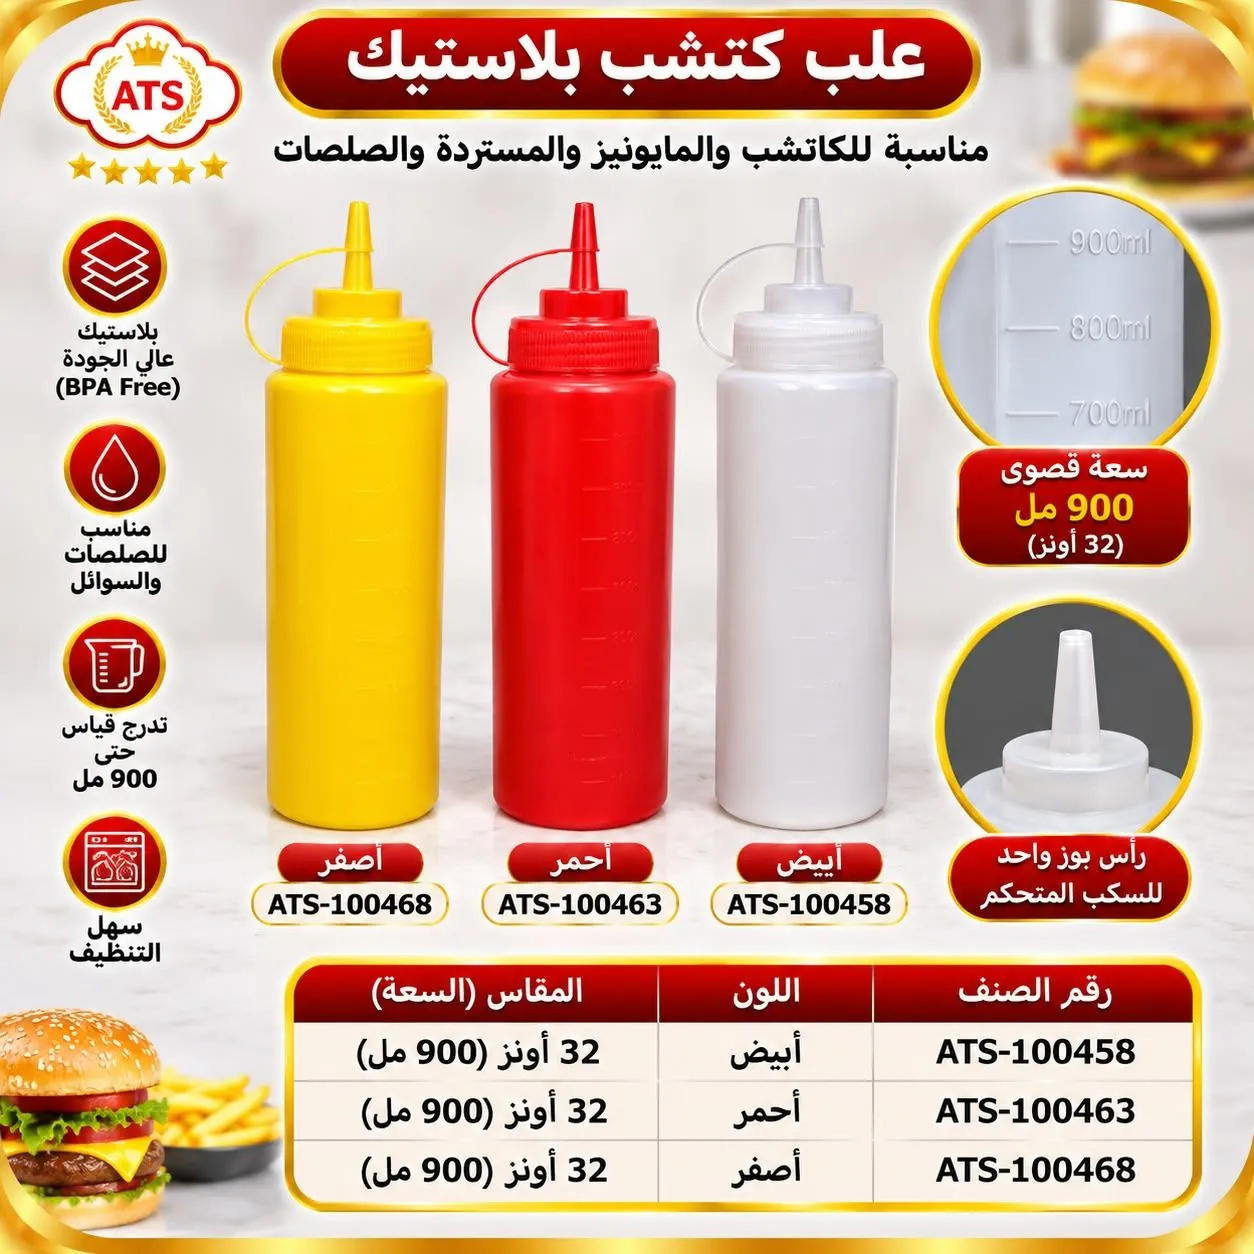 علب كتشب بلاستيك
ATS
مناسبة للكاتشب والمايونيز والمستردة والصلصات
بلاستيك
عالي الجودة
(BPA Free)
مناسب
للصلصات
والسوائل
تدرج قياس
حتى
900 مل
سهل
التنظيف
900ml
800ml
700ml
سعة قصوى
900 مل
(32 أونز)
رأس بوز واحد
للسكب المتحكم
أبيض
ATS-100458
أحمر
ATS-100463
أصفر
ATS-100468
رقم الصنف اللون المقاس (السعة)
ATS-100458 أبيض 32 أونز (900 مل)
ATS-100463 أحمر 32 أونز (900 مل)
ATS-100468 أصفر 32 أونز (900 مل)